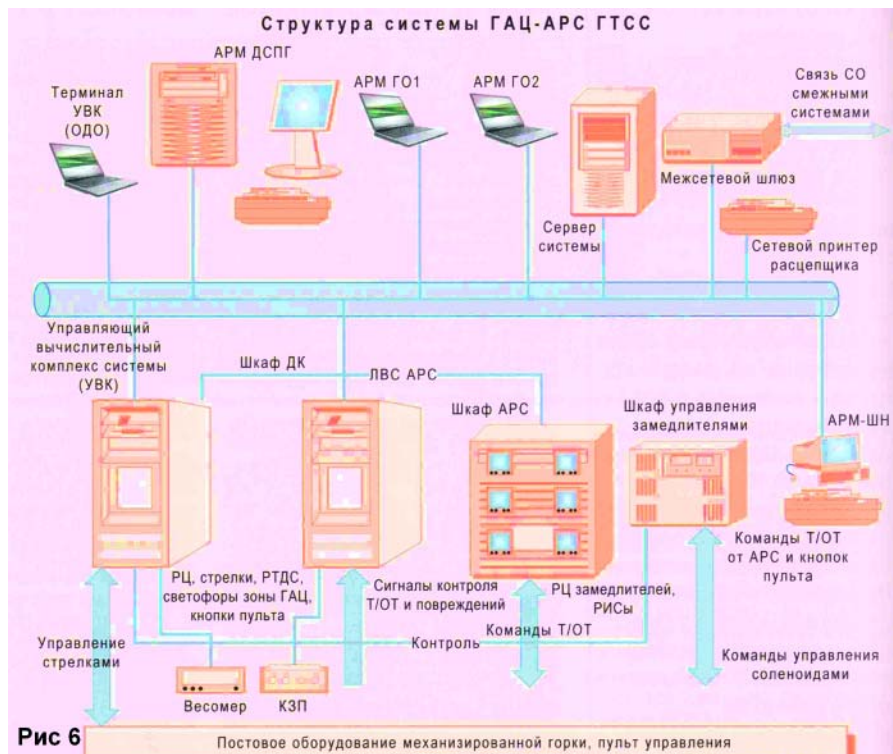 Структура системы ГАЦ-АРС ГТСС
АРМ ДСПГ
Терминал
УВК
(ОДО)
АРМ ГО1
АРМ ГО2
Связь СО
смежными
системами
Межсетевой шлюз
Сервер
системы
Сетевой принтер
расцепщика
Управляющий
вычислительный
комплекс системы
(УВК)
Шкаф ДК
ЛВС АРС
Шкаф АРС
Шкаф управления
замедлителями
АРМ-ШН
РЦ, стрелки, РТДС,
светофоры зоны ГАЦ,
кнопки пульта
Сигналы контроля
Т/ОТ и повреждений
РЦ замедлителей,
РИСы
Команды Т/ОТ
от АРС и кнопок
пульта
Управление
стрелками
Контроль
Команды Т/ОТ
Команды управления
соленоидами
Весомер
КЗП
Рис 6
Постовое оборудование механизированной горки, пульт управления